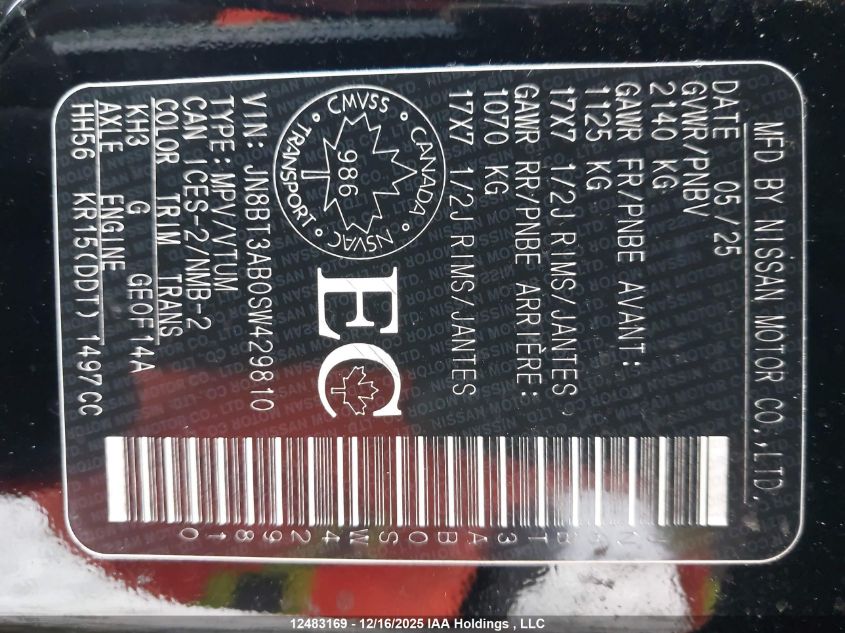 MFD BY NISSAN MOTOR CO.,LTD.
DATE 05/25
GVWR/PNBV
2140 KG
GAWR FR/PNBE AVANT:
1125 KG
17X7 1/2J RIMS/JANTES
GAWR RR/PNBE ARRIÈRE:
1070 KG
17X7 1/2J RIMS/JANTES
CMVSS · CANADA
986
TRANSPORT · NSVAC
EC
VIN: JN8BT3AB0SW429810
TYPE: MPV/VTUM
CAN ICES-2/NMB-2
COLOR TRIM TRANS
KH3 G GE0F14A
AXLE ENGINE
HH56 KR15(DDT) 1497CC
JN8BT3AB0SW429810
12483169 - 12/16/2025 IAA Holdings , LLC